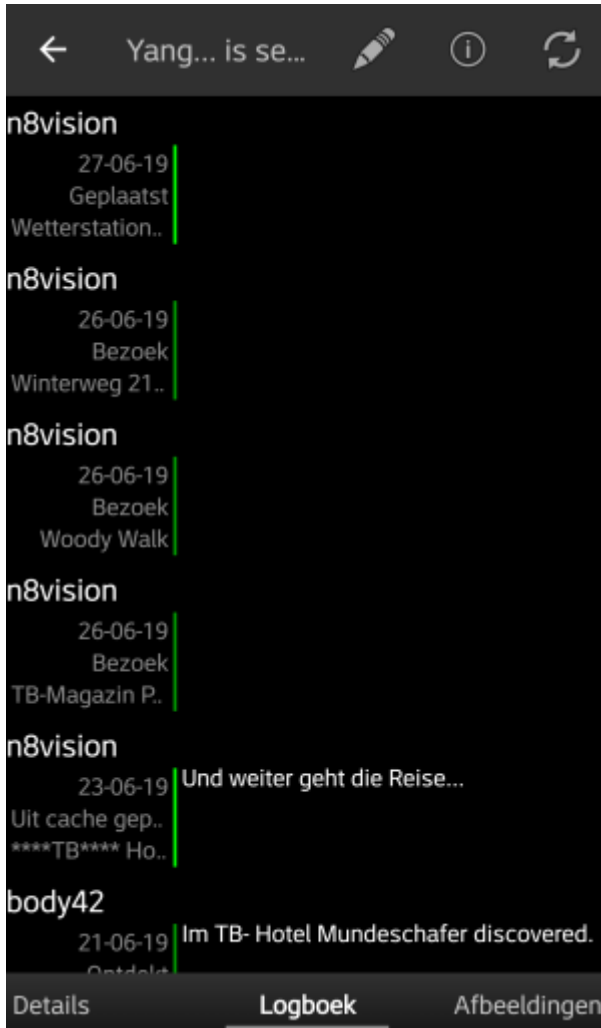 Yang... is se...
n8vision
27-06-19
Geplaatst
Wetterstation..
n8vision
26-06-19
Bezoek
Winterweg 21..
n8vision
26-06-19
Bezoek
Woody Walk
n8vision
26-06-19
Bezoek
TB-Magazin P..
n8vision
23-06-19
Uit cache gep..
****TB**** Ho..
Und weiter geht die Reise...
body42
21-06-19
Ontdekt
Im TB- Hotel Mundeschafer discovered.
Details Logboek Afbeeldingen